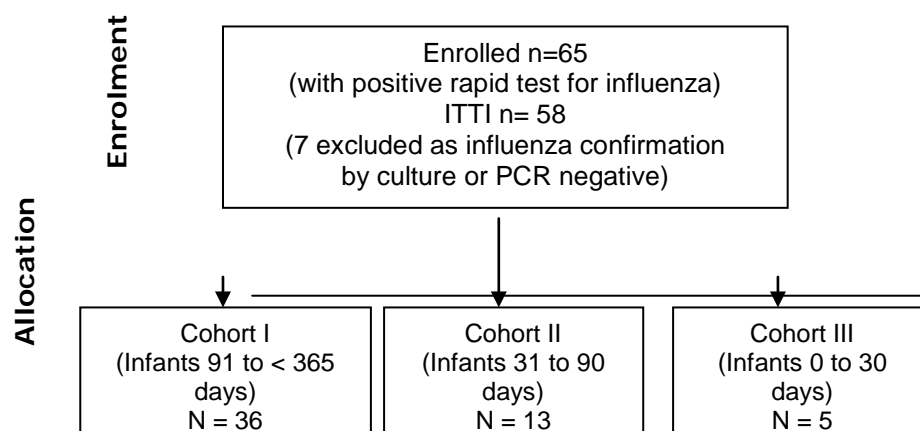 Enrolment
Enrolled n=65
(with positive rapid test for influenza)
ITTI n= 58
(7 excluded as influenza confirmation
by culture or PCR negative)
Allocation
Cohort I
(Infants 91 to < 365
days)
N = 36
Cohort II
(Infants 31 to 90
days)
N = 13
Cohort III
(Infants 0 to 30
days)
N = 5